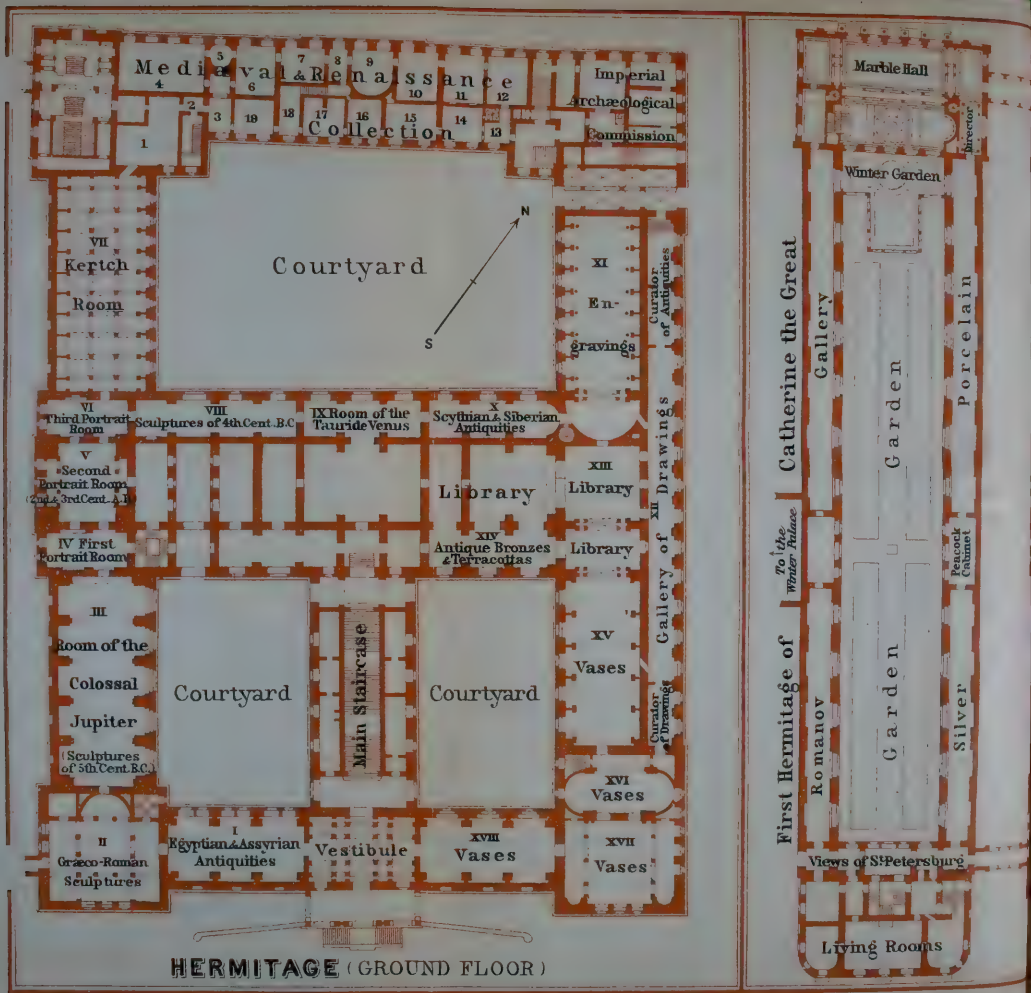 5
7
8
9
Mediæval & Renaissance
4
6
10
11
12
Imperial
Archæological
Commission
2
3
19
18
17
16
15
14
13
Collection
1
VII
Kertch
Room
Courtyard
N
S
XI
En-
gravings
Curator
of Antiquities
VI
Third Portrait
Room
VIII
Sculptures of 4th Cent. B.C.
IX Room of the
Tauride Venus
X
Scythian & Siberian
Antiquities
V
Second
Portrait Room
(2nd & 3rd Cent. A.D.)
Library
XIII
Library
XII
Gallery of Drawings
IV First
Portrait Room
XIV
Antique Bronzes
& Terracottas
Library
III
Room of the
Colossal
Jupiter
(Sculptures
of 5th Cent. B.C.)
Courtyard
Main Staircase
Courtyard
XV
Vases
Curator
of Drawings
XVI
Vases
II
Græco-Roman
Sculptures
I
Egyptian & Assyrian
Antiquities
Vestibule
XVIII
Vases
XVII
Vases
HERMITAGE (GROUND FLOOR)
Marble Hall
Director
Winter Garden
First Hermitage of Catherine the Great
Gallery
Garden
Porcelain
To the
Winter Palace
Peacock
Cabinet
Romanov
Garden
Silver
Views of St Petersburg
Living Rooms